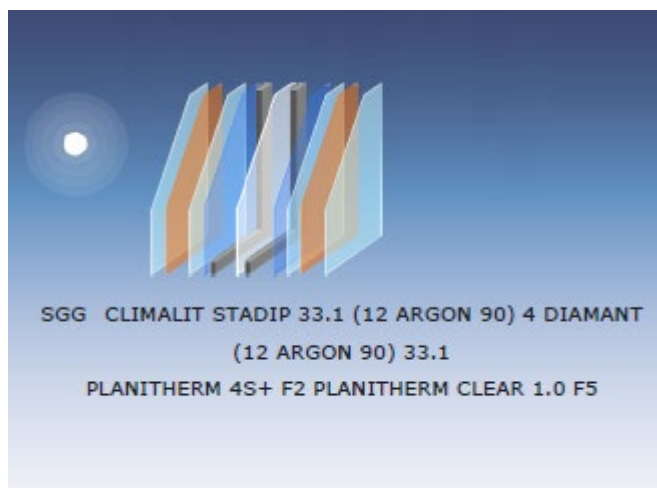 SGG CLIMALIT STADIP 33.1 (12 ARGON 90) 4 DIAMANT
(12 ARGON 90) 33.1
PLANITHERM 4S+ F2 PLANITHERM CLEAR 1.0 F5